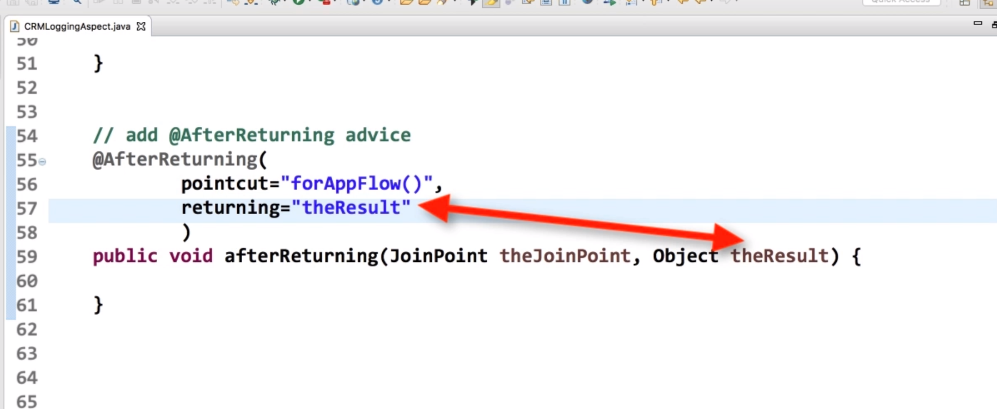 Quick Access
CRMLoggingAspect.java
50
51 }
52
53
54 // add @AfterReturning advice
55 @AfterReturning(
56 pointcut="forAppFlow()",
57 returning="theResult"
58 )
59 public void afterReturning(JoinPoint theJoinPoint, Object theResult) {
60
61 }
62
63
64
65